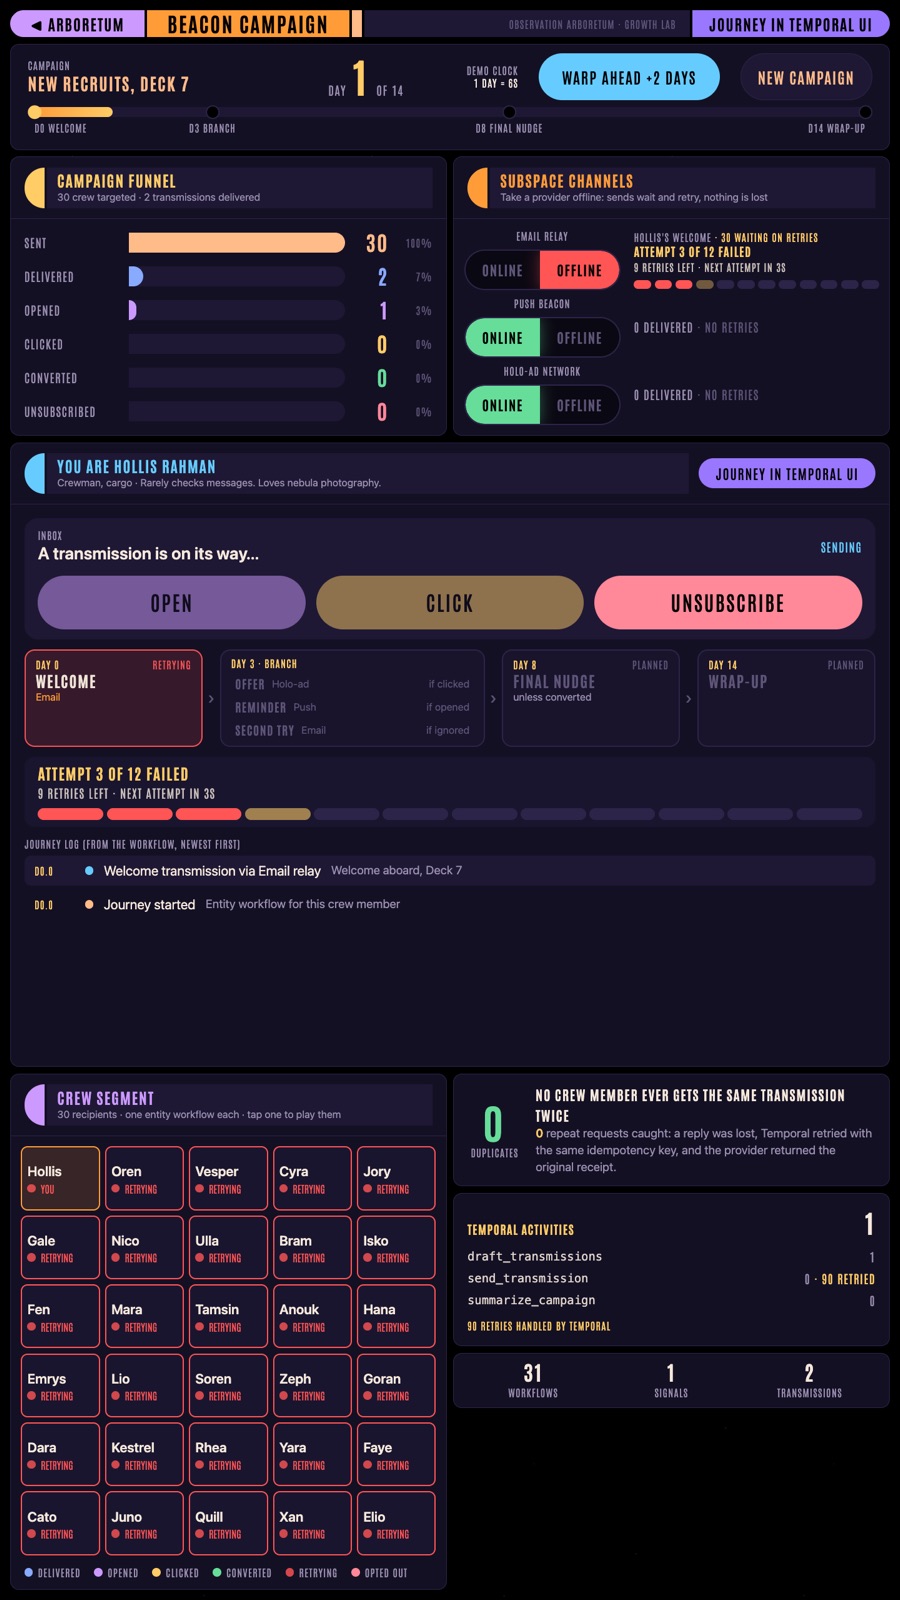 ◀ ARBORETUM
BEACON CAMPAIGN
OBSERVATION ARBORETUM · GROWTH LAB
JOURNEY IN TEMPORAL UI
CAMPAIGN
NEW RECRUITS, DECK 7
DAY 1 OF 14
DEMO CLOCK
1 DAY = 6S
WARP AHEAD +2 DAYS
NEW CAMPAIGN
D0 WELCOME
D3 BRANCH
D8 FINAL NUDGE
D14 WRAP-UP
CAMPAIGN FUNNEL
30 crew targeted · 2 transmissions delivered
SENT 30 100%
DELIVERED 2 7%
OPENED 1 3%
CLICKED 0 0%
CONVERTED 0 0%
UNSUBSCRIBED 0 0%
SUBSPACE CHANNELS
Take a provider offline: sends wait and retry, nothing is lost
EMAIL RELAY
ONLINE OFFLINE
HOLLIS'S WELCOME · 30 WAITING ON RETRIES
ATTEMPT 3 OF 12 FAILED
9 RETRIES LEFT · NEXT ATTEMPT IN 3S
PUSH BEACON
ONLINE OFFLINE
0 DELIVERED · NO RETRIES
HOLO-AD NETWORK
ONLINE OFFLINE
0 DELIVERED · NO RETRIES
YOU ARE HOLLIS RAHMAN
Crewman, cargo · Rarely checks messages. Loves nebula photography.
JOURNEY IN TEMPORAL UI
INBOX
A transmission is on its way...
SENDING
OPEN
CLICK
UNSUBSCRIBE
DAY 0 RETRYING
WELCOME
Email
›
DAY 3 · BRANCH
OFFER Holo-ad if clicked
REMINDER Push if opened
SECOND TRY Email if ignored
›
DAY 8 PLANNED
FINAL NUDGE
unless converted
›
DAY 14 PLANNED
WRAP-UP
ATTEMPT 3 OF 12 FAILED
9 RETRIES LEFT · NEXT ATTEMPT IN 3S
JOURNEY LOG (FROM THE WORKFLOW, NEWEST FIRST)
D0.0 Welcome transmission via Email relay Welcome aboard, Deck 7
D0.0 Journey started Entity workflow for this crew member
CREW SEGMENT
30 recipients · one entity workflow each · tap one to play them
Hollis Oren Vesper Cyra Jory
YOU RETRYING RETRYING RETRYING RETRYING
Gale Nico Ulla Bram Isko
RETRYING RETRYING RETRYING RETRYING RETRYING
Fen Mara Tamsin Anouk Hana
RETRYING RETRYING RETRYING RETRYING RETRYING
Emrys Lio Soren Zeph Goran
RETRYING RETRYING RETRYING RETRYING RETRYING
Dara Kestrel Rhea Yara Faye
RETRYING RETRYING RETRYING RETRYING RETRYING
Cato Juno Quill Xan Elio
RETRYING RETRYING RETRYING RETRYING RETRYING
DELIVERED OPENED CLICKED CONVERTED RETRYING OPTED OUT
0
DUPLICATES
NO CREW MEMBER EVER GETS THE SAME TRANSMISSION
TWICE
0 repeat requests caught: a reply was lost, Temporal retried with
the same idempotency key, and the provider returned the
original receipt.
TEMPORAL ACTIVITIES 1
draft_transmissions 1
send_transmission 0 · 90 RETRIED
summarize_campaign 0
90 RETRIES HANDLED BY TEMPORAL
31 1 2
WORKFLOWS SIGNALS TRANSMISSIONS